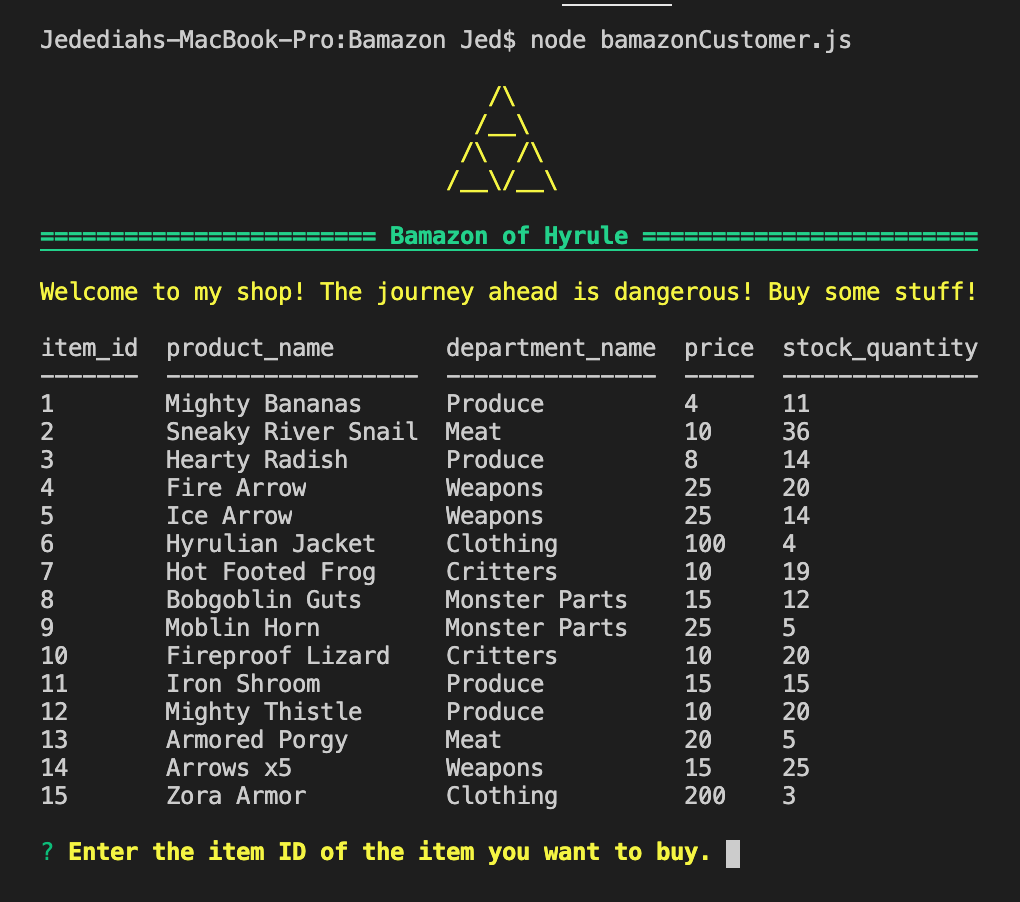 Jedediahs-MacBook-Pro:Bamazon Jed$ node bamazonCustomer.js
/\
/__\
/\  /\
/__\/__\
======================== Bamazon of Hyrule ========================
Welcome to my shop! The journey ahead is dangerous! Buy some stuff!
item_id  product_name        department_name  price  stock_quantity
-------  ------------------  ---------------  -----  --------------
1        Mighty Bananas      Produce          4      11
2        Sneaky River Snail  Meat             10     36
3        Hearty Radish       Produce          8      14
4        Fire Arrow          Weapons          25     20
5        Ice Arrow           Weapons          25     14
6        Hyrulian Jacket     Clothing         100    4
7        Hot Footed Frog     Critters         10     19
8        Bobgoblin Guts      Monster Parts    15     12
9        Moblin Horn         Monster Parts    25     5
10       Fireproof Lizard    Critters         10     20
11       Iron Shroom         Produce          15     15
12       Mighty Thistle      Produce          10     20
13       Armored Porgy       Meat             20     5
14       Arrows x5           Weapons          15     25
15       Zora Armor          Clothing         200    3
? Enter the item ID of the item you want to buy.